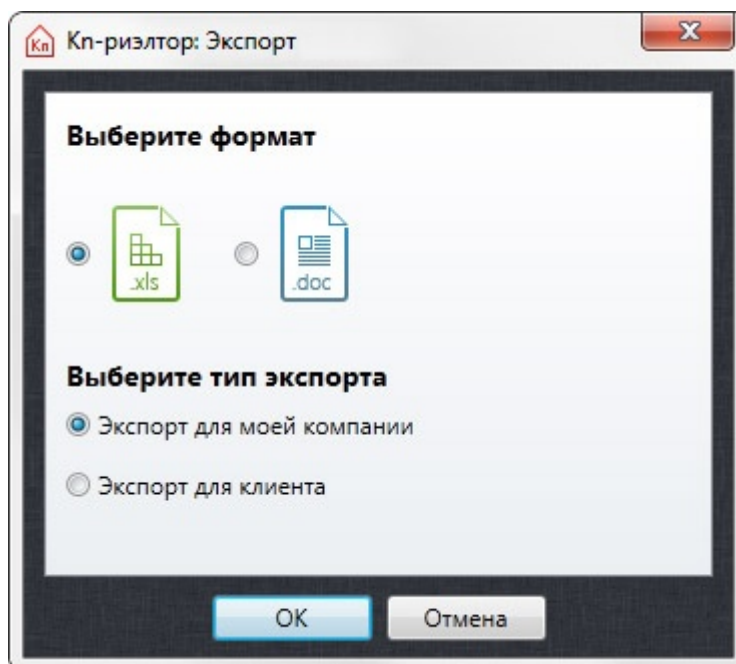 Кп
Кп-риэлтор: Экспорт
Выберите формат
.xls
.doc
Выберите тип экспорта
Экспорт для моей компании
Экспорт для клиента
OK
Отмена